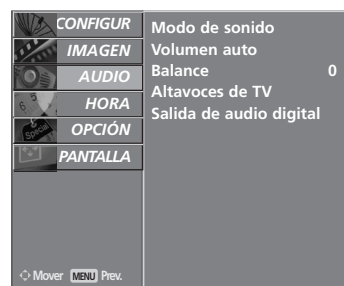 CONFIGUR
IMAGEN
AUDIO
HORA
OPCIÓN
PANTALLA
Modo de sonido
Volumen auto
Balance 0
Altavoces de TV
Salida de audio digital
Special
Mover MENU Prev.